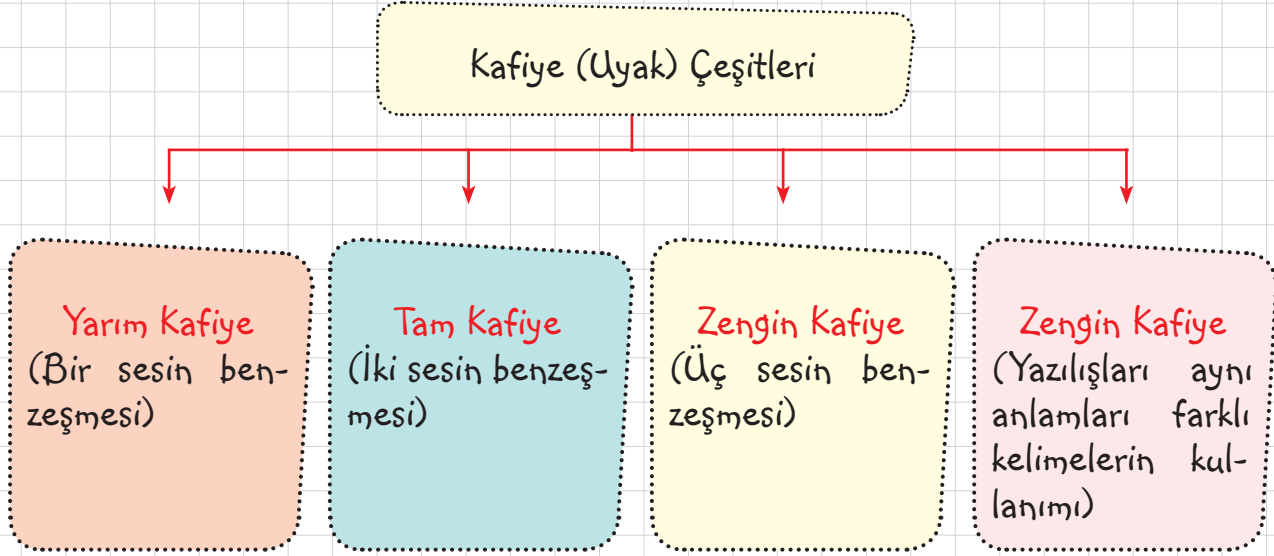 Kafiye (Uyak) Çeşitleri
Yarım Kafiye
(Bir sesin ben-
zeşmesi)
Tam Kafiye
(İki sesin benzeş-
mesi)
Zengin Kafiye
(Üç sesin ben-
zeşmesi)
Zengin Kafiye
(Yazılışları aynı
anlamları farklı
kelimelerin kul-
lanımı)